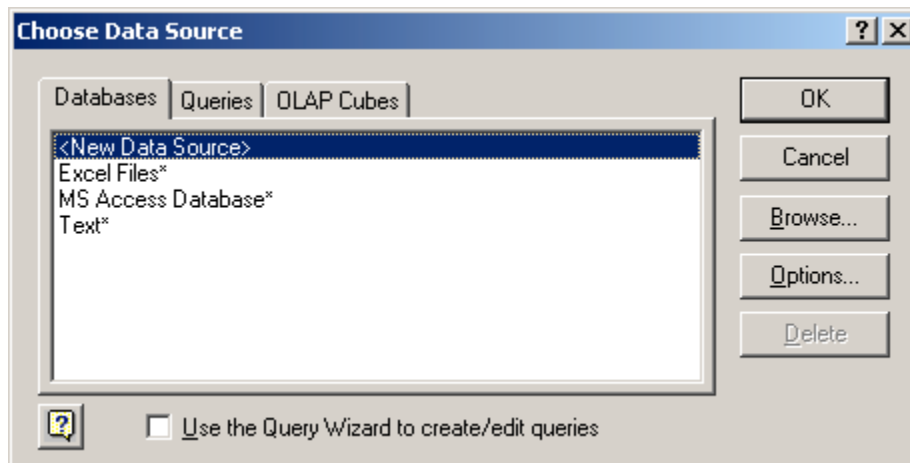 Choose Data Source
Databases Queries OLAP Cubes
<New Data Source>
Excel Files*
MS Access Database*
Text*
OK
Cancel
Browse...
Options...
Delete
Use the Query Wizard to create/edit queries